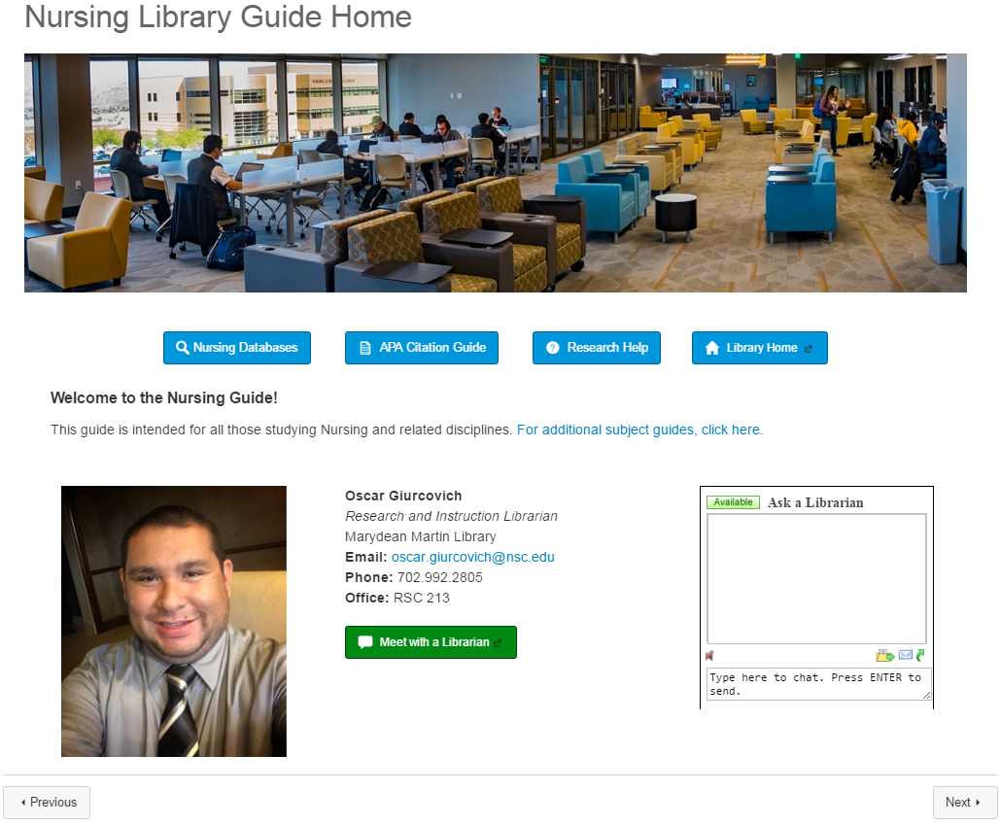 Nursing Library Guide Home
Nursing Databases
APA Citation Guide
Research Help
Library Home
Welcome to the Nursing Guide!
This guide is intended for all those studying Nursing and related disciplines. For additional subject guides, click here.
Oscar Giurcovich
Research and Instruction Librarian
Marydean Martin Library
Email: oscar.giurcovich@nsc.edu
Phone: 702.992.2805
Office: RSC 213
Meet with a Librarian
Available Ask a Librarian
Type here to chat. Press ENTER to
send.
Previous
Next